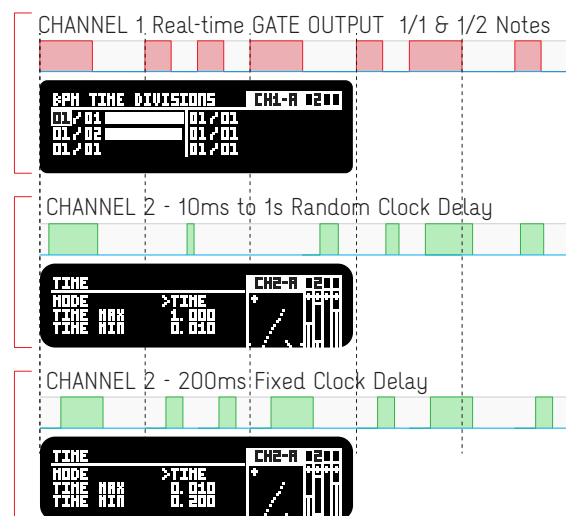 CHANNEL 1 Real-time GATE OUTPUT 1/1 & 1/2 Notes
BPM TIME DIVISIONS CH1-A
01/01 01/01
01/02 01/01
01/01 01/01
CHANNEL 2 - 10ms to 1s Random Clock Delay
TIME CH2-A
MODE >TIME
TIME MAX 1.000
TIME MIN 0.010
CHANNEL 2 - 200ms Fixed Clock Delay
TIME CH2-A
MODE >TIME
TIME MAX 0.010
TIME MIN 0.200